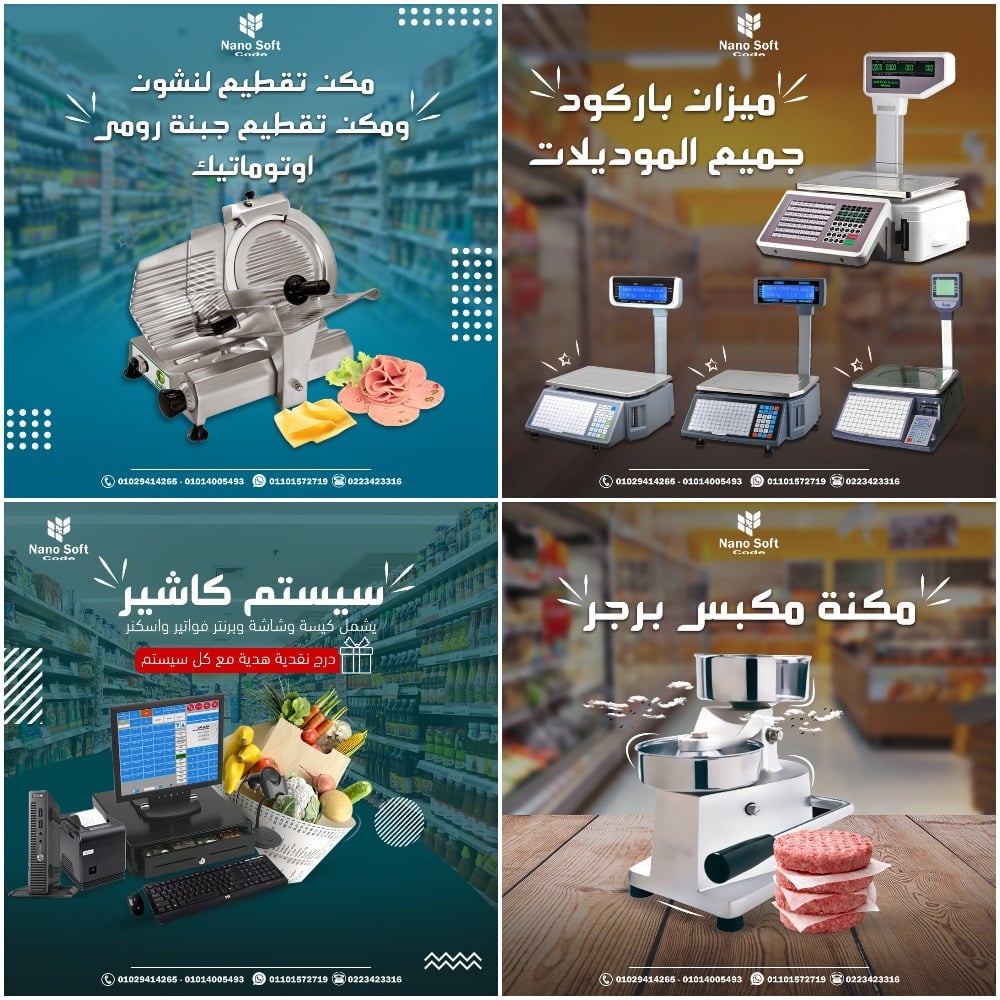 Nano Soft
Code
مكن تقطيع لنشون
ومكن تقطيع جبنة رومى
اوتوماتيك
01029414265 - 01014005493 01101572719 0223423316
Nano Soft
Code
ميزان باركود
جميع الموديلات
01029414265 - 01014005493 01101572719 0223423316
Nano Soft
Code
سيستم كاشير
يشمل كيسة وشاشة وبرنتر فواتير واسكنر
درج نقدية هدية مع كل سيستم
01029414265 - 01014005493 01101572719 0223423316
Nano Soft
Code
مكنة مكبس برجر
01029414265 - 01014005493 01101572719 0223423316